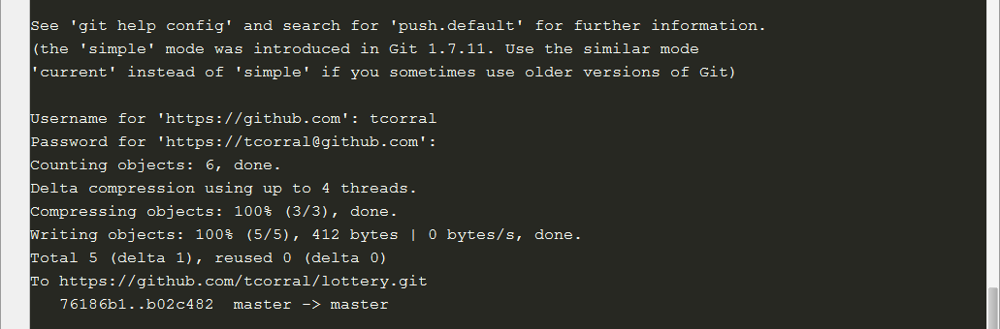 See 'git help config' and search for 'push.default' for further information.
(the 'simple' mode was introduced in Git 1.7.11. Use the similar mode
'current' instead of 'simple' if you sometimes use older versions of Git)
Username for 'https://github.com': tcorral
Password for 'https://tcorral@github.com':
Counting objects: 6, done.
Delta compression using up to 4 threads.
Compressing objects: 100% (3/3), done.
Writing objects: 100% (5/5), 412 bytes | 0 bytes/s, done.
Total 5 (delta 1), reused 0 (delta 0)
To https://github.com/tcorral/lottery.git
   76186b1..b02c482  master -> master